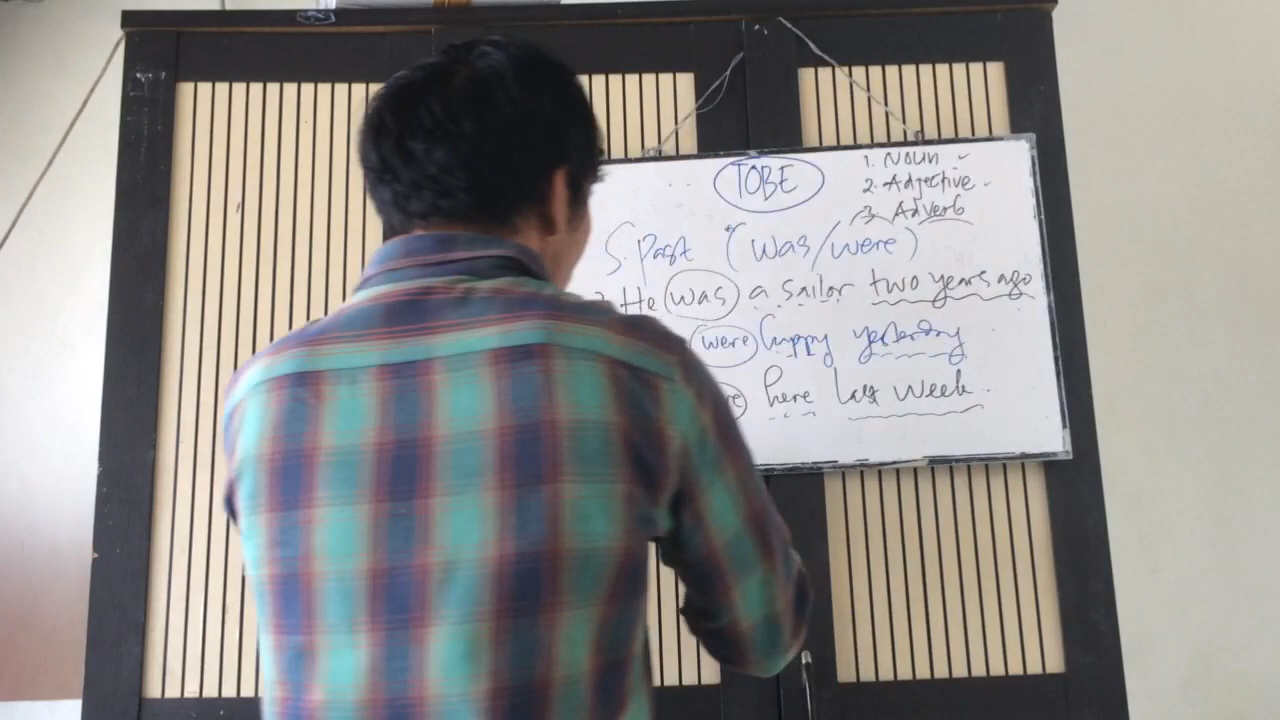 TOBE
1. Noun
2. Adjective
3. Adverb
S. Past (was/were)
He was a sailor two years ago
were happy yesterday
here last week.